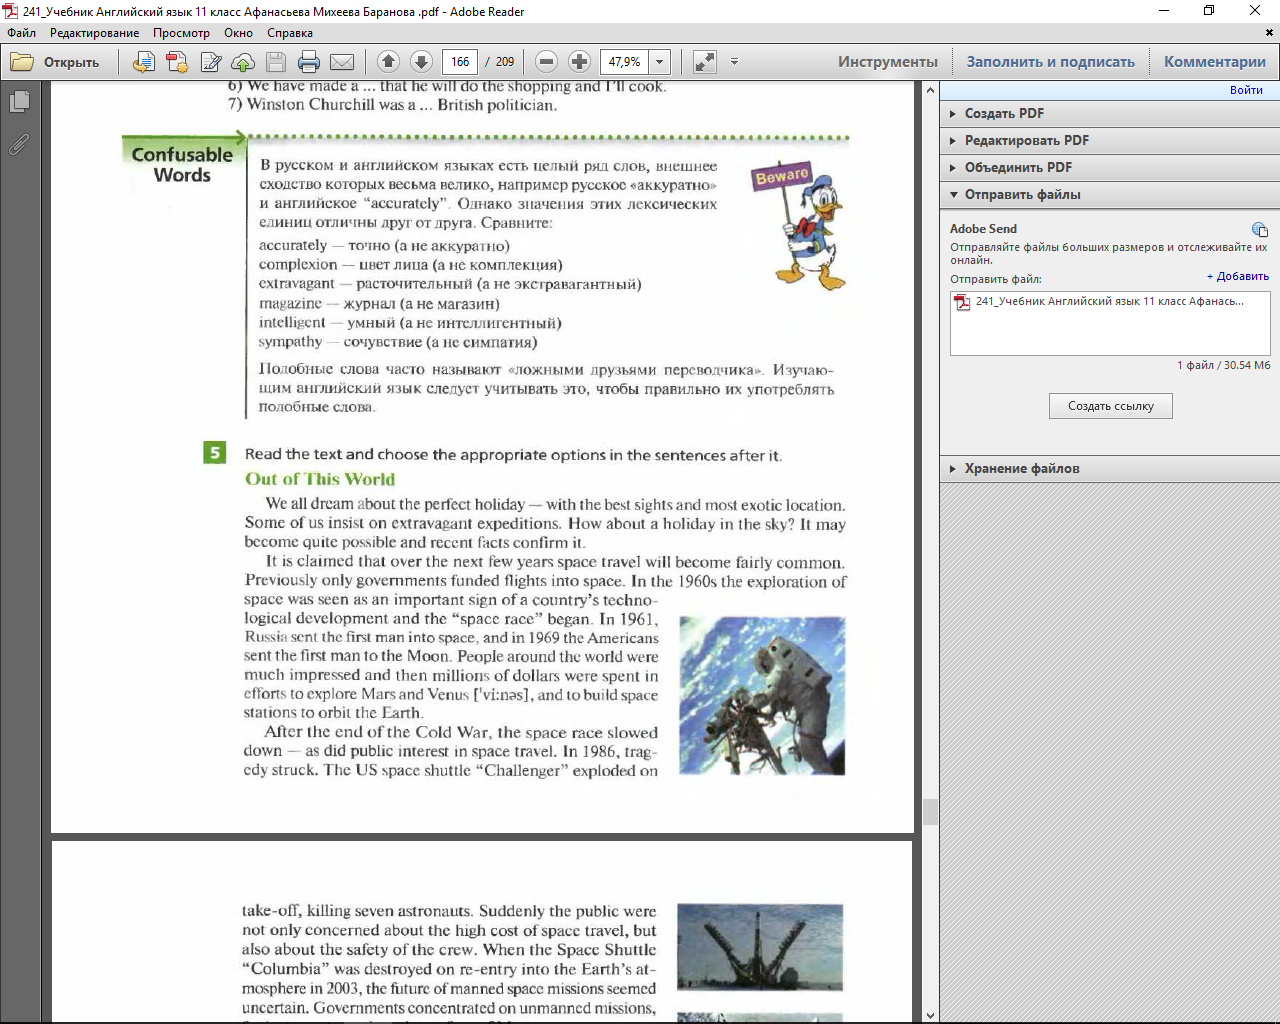 241_Учебник Английский язык 11 класс Афанасьева Михеева Баранова .pdf - Adobe Reader
Файл Редактирование Просмотр Окно Справка
Открыть 166 / 209 47,9% Инструменты Заполнить и подписать Комментарии
6) We have made a ... that he will do the shopping and I'll cook.
7) Winston Churchill was a ... British politician.
Confusable
Words
В русском и английском языках есть целый ряд слов, внешнее
сходство которых весьма велико, например русское «аккуратно»
и английское "accurately". Однако значения этих лексических
единиц отличны друг от друга. Сравните:
accurately — точно (а не аккуратно)
complexion — цвет лица (а не комплекция)
extravagant — расточительный (а не экстравагантный)
magazine — журнал (а не магазин)
intelligent — умный (а не интеллигентный)
sympathy — сочувствие (а не симпатия)
Подобные слова часто называют «ложными друзьями переводчика». Изучаю-
щим английский язык следует учитывать это, чтобы правильно их употреблять
подобные слова.
Beware
5 Read the text and choose the appropriate options in the sentences after it.
Out of This World
We all dream about the perfect holiday — with the best sights and most exotic location.
Some of us insist on extravagant expeditions. How about a holiday in the sky? It may
become quite possible and recent facts confirm it.
It is claimed that over the next few years space travel will become fairly common.
Previously only governments funded flights into space. In the 1960s the exploration of
space was seen as an important sign of a country's techno-
logical development and the "space race" began. In 1961,
Russia sent the first man into space, and in 1969 the Americans
sent the first man to the Moon. People around the world were
much impressed and then millions of dollars were spent in
efforts to explore Mars and Venus ['vi:nəs], and to build space
stations to orbit the Earth.
After the end of the Cold War, the space race slowed
down — as did public interest in space travel. In 1986, trag-
edy struck. The US space shuttle "Challenger" exploded on
take-off, killing seven astronauts. Suddenly the public were
not only concerned about the high cost of space travel, but
also about the safety of the crew. When the Space Shuttle
"Columbia" was destroyed on re-entry into the Earth's at-
mosphere in 2003, the future of manned space missions seemed
uncertain. Governments concentrated on unmanned missions,
Войти
Создать PDF
Редактировать PDF
Объединить PDF
Отправить файлы
Adobe Send
Отправляйте файлы больших размеров и отслеживайте их
онлайн.
Отправить файл:
+ Добавить
241_Учебник Английский язык 11 класс Афанась...
1 файл / 30.54 Мб
Создать ссылку
Хранение файлов